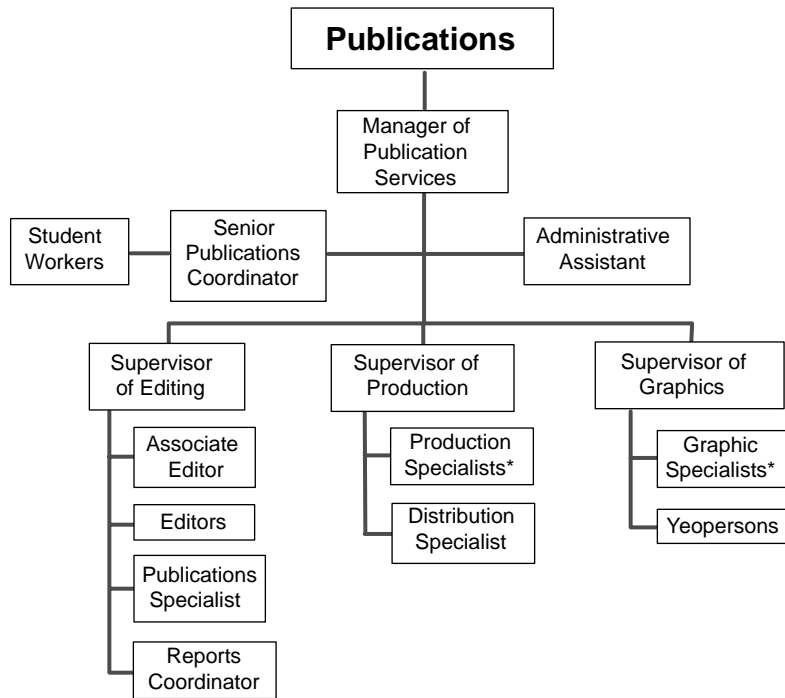 Publications
Manager of
Publication
Services
Student
Workers
Senior
Publications
Coordinator
Administrative
Assistant
Supervisor
of Editing
Supervisor of
Production
Supervisor of
Graphics
Associate
Editor
Editors
Publications
Specialist
Reports
Coordinator
Production
Specialists*
Distribution
Specialist
Graphic
Specialists*
Yeopersons